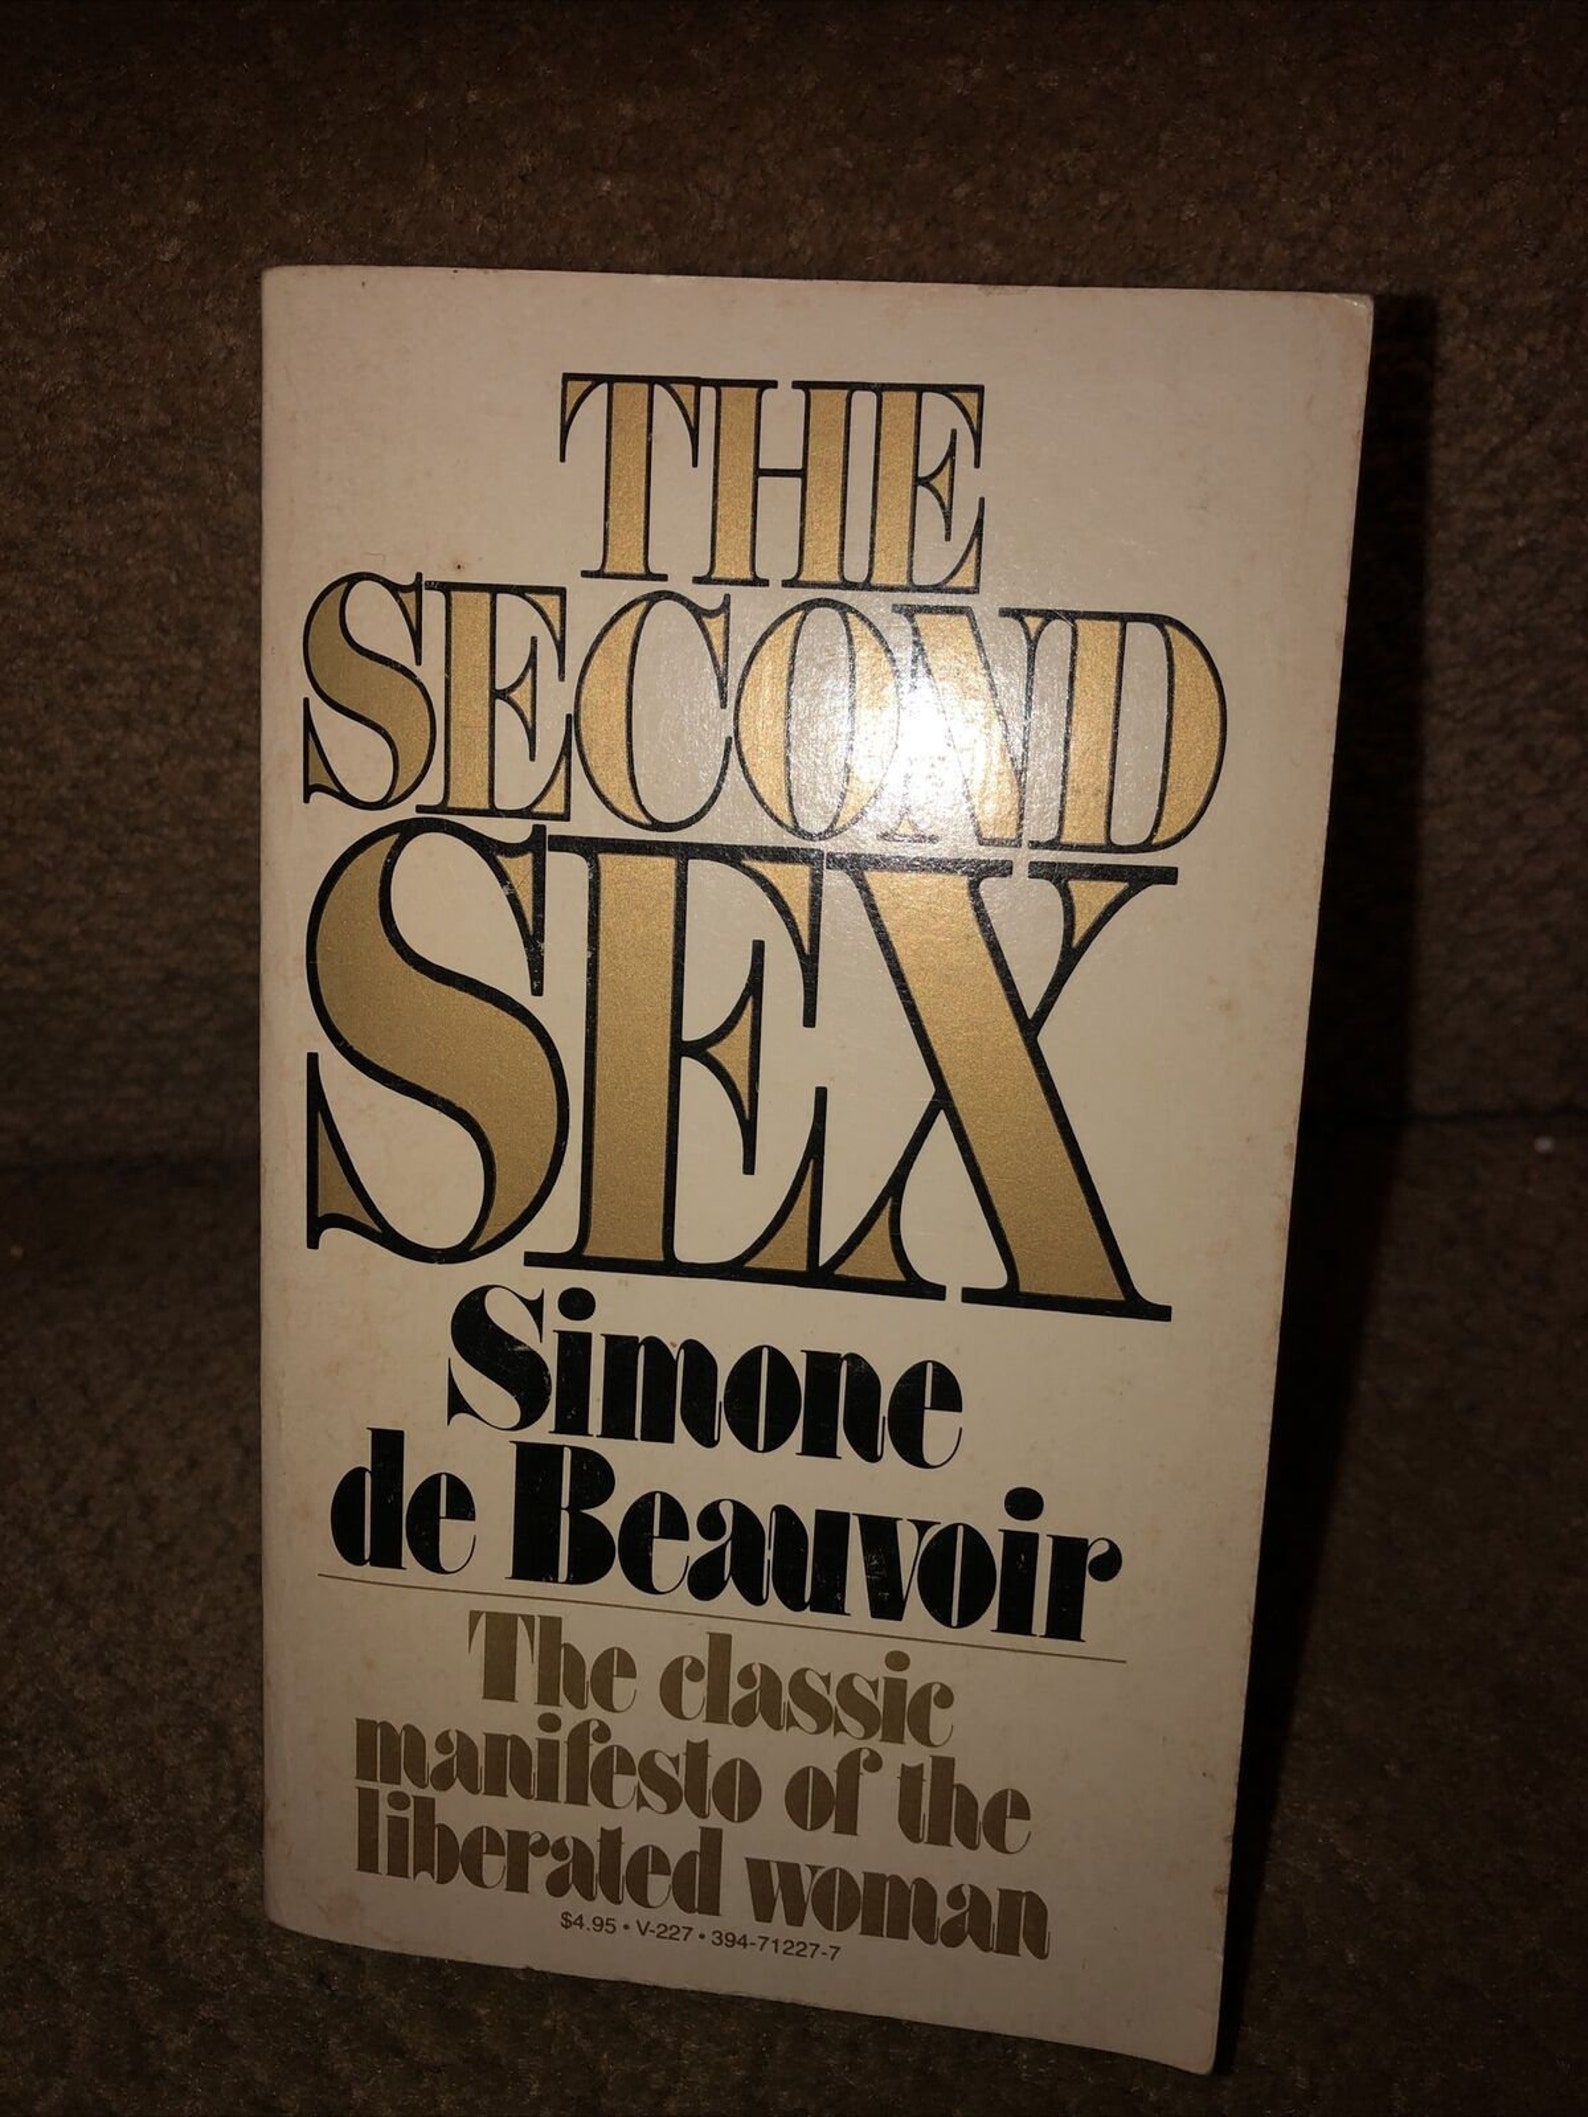 THE
SECOND
SEX
Simone
de Beauvoir
The classic
manifesto of the
liberated woman
$4.95 • V-227 • 394-71227-7